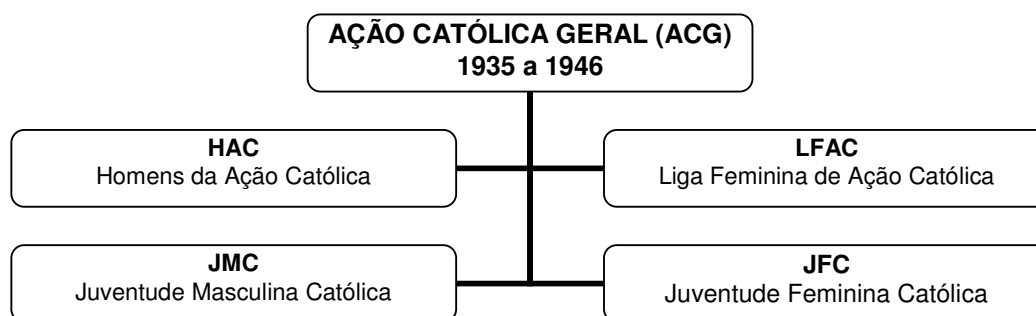 AÇÃO CATÓLICA GERAL (ACG)
1935 a 1946
HAC
Homens da Ação Católica
LFAC
Liga Feminina de Ação Católica
JMC
Juventude Masculina Católica
JFC
Juventude Feminina Católica